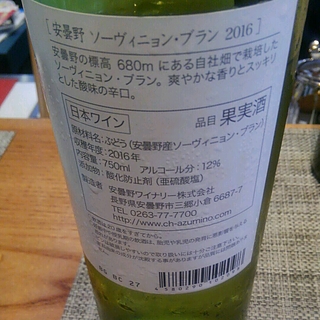 [ 安曇野 ソーヴィニヨン・ブラン 2016 ]
安曇野の標高 680m にある自社畑で栽培した
ソーヴィニヨン・ブラン。爽やかな香りとスッキリ
とした酸味の辛口。
日本ワイン
品目 果実酒
原材料名:ぶどう(安曇野産ソーヴィニヨン・ブラン)
収穫年度:2016年
内容量:750ml アルコール分:12%
添加物:酸化防止剤(亜硫酸塩)
製造者 安曇野ワイナリー株式会社
長野県安曇野市三郷小倉 6687-7
TEL 0263-77-7700
http://www.ch-azumino.com